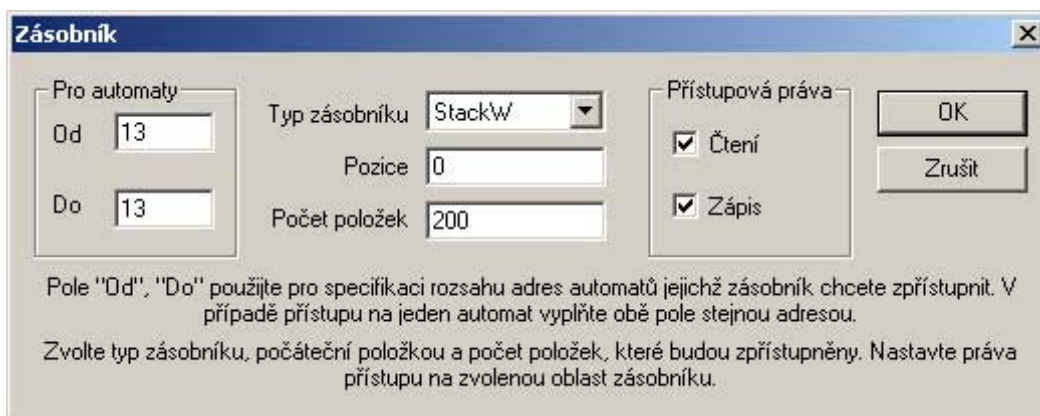 Zásobník
Pro automaty
Od 13
Do 13
Typ zásobníku StackW
Pozice 0
Počet položek 200
Přístupová práva
Čtení
Zápis
OK
Zrušit
Pole "Od", "Do" použijte pro specifikaci rozsahu adres automatů jejichž zásobník chcete zpřístupnit. V
případě přístupu na jeden automat vyplňte obě pole stejnou adresou.
Zvolte typ zásobníku, počáteční položkou a počet položek, které budou zpřístupněny. Nastavte práva
přístupu na zvolenou oblast zásobníku.